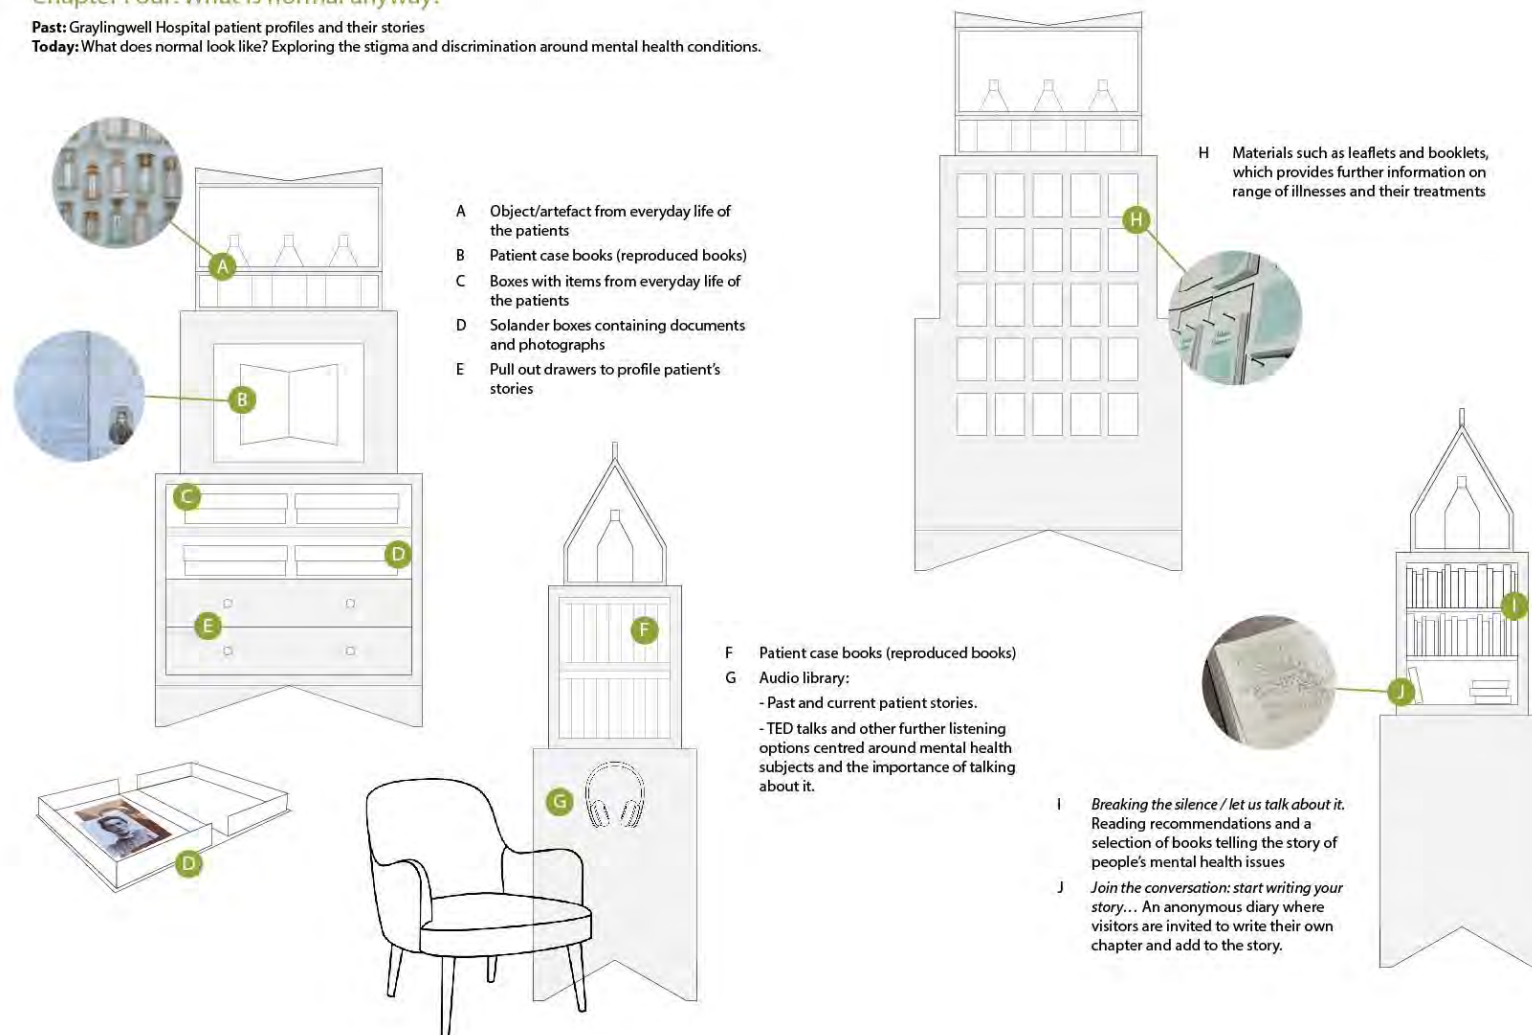 Chapter Four: What is normal anyway?
Past: Graylingwell Hospital patient profiles and their stories
Today: What does normal look like? Exploring the stigma and discrimination around mental health conditions.
A Object/artefact from everyday life of
the patients
B Patient case books (reproduced books)
C Boxes with items from everyday life of
the patients
D Solander boxes containing documents
and photographs
E Pull out drawers to profile patient's
stories
A
B
C
D
E
D
F Patient case books (reproduced books)
G Audio library:
- Past and current patient stories.
- TED talks and other further listening
options centred around mental health
subjects and the importance of talking
about it.
F
G
H Materials such as leaflets and booklets,
which provides further information on
range of illnesses and their treatments
H
I Breaking the silence / let us talk about it.
Reading recommendations and a
selection of books telling the story of
people's mental health issues
J Join the conversation: start writing your
story… An anonymous diary where
visitors are invited to write their own
chapter and add to the story.
I
J